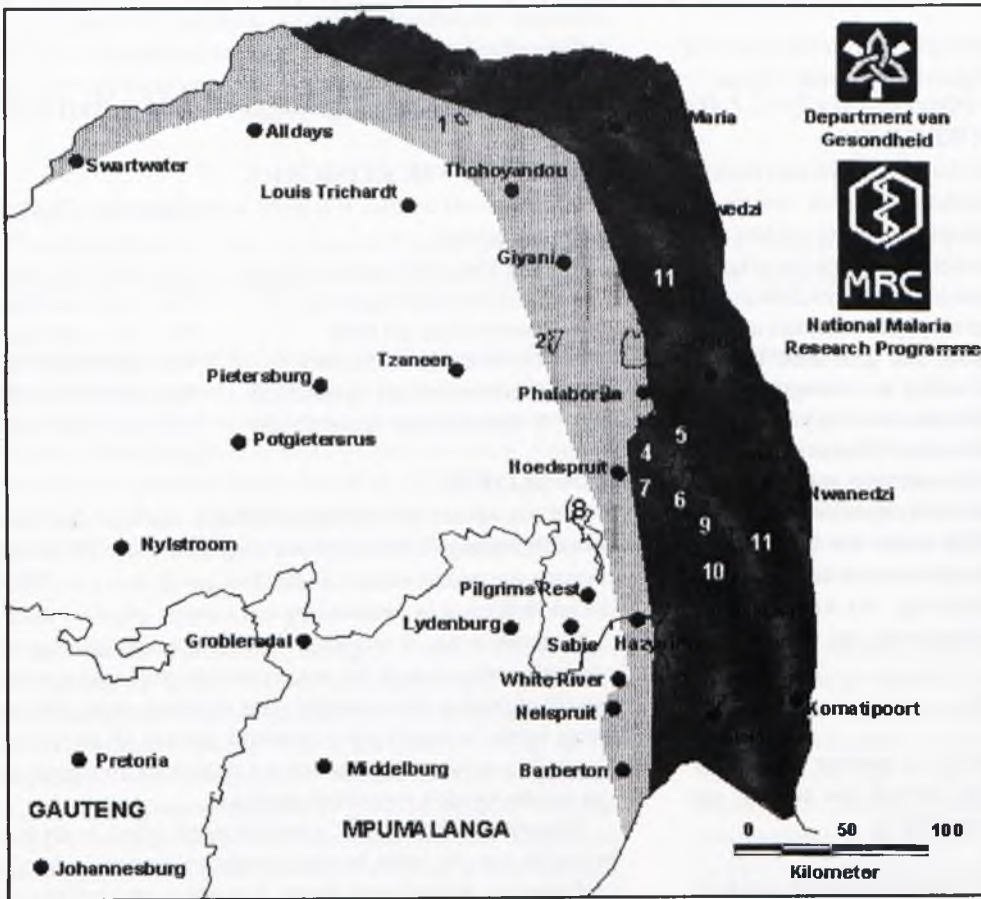 Department van
Gesondheid
MRC
National Malaria
Research Programme
1
Alldays
Maria
Swartwater
Thohoyandou
Louis Trichardt
Giyani
11
2
Tzaneen
Pietersburg
Phalaborwa
Potgietersrus
5
4
Hoedspruit
7
6
Nwanedzi
8
9
11
Nylstroom
10
Pilgrims Rest
Lydenburg
Groblersdal
Sabie
White River
Nelspruit
Komatipoort
Pretoria
Middelburg
Barberton
GAUTENG
MPUMALANGA
0 50 100
Kilometer
Johannesburg